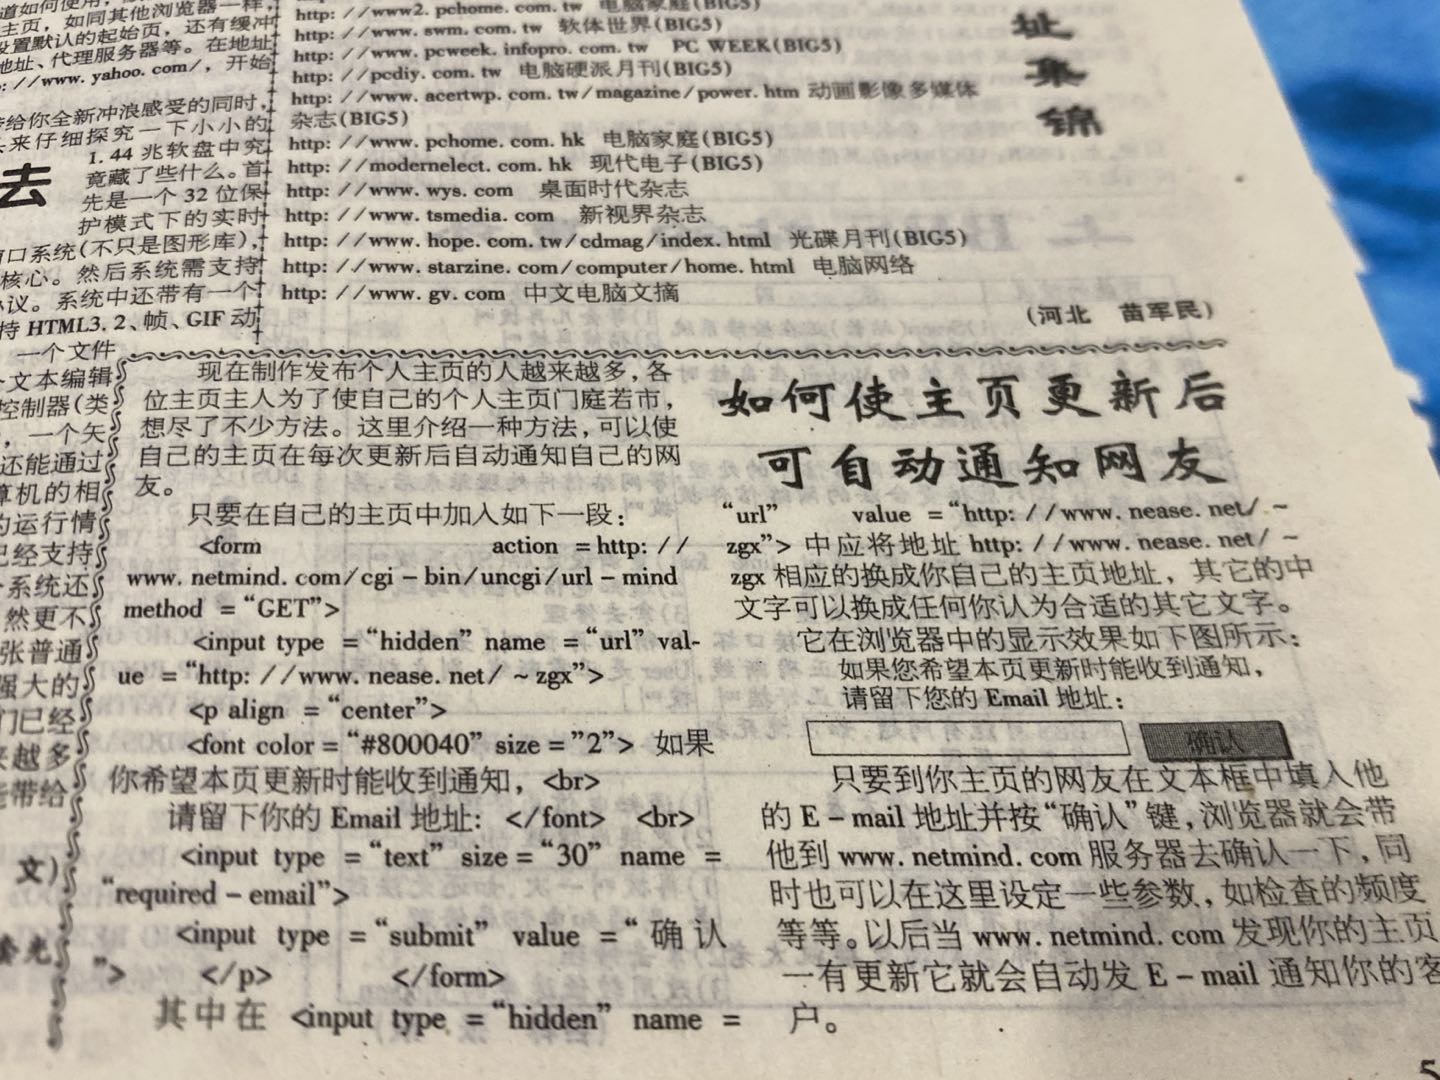 主页，如同其他浏览器一样，
设置默认的起始页，还有缓冲
地址、代理服务器等。在地址
://www.yahoo.com/，开始
给你全新冲浪感受的同时，
来仔细探究一下小小的
1.44 兆软盘中究
竟藏了些什么。首
先是一个 32 位保
护模式下的实时
窗口系统(不只是图形库)，
核心。然后系统需支持
协议。系统中还带有一个
持 HTML3.2、帧、GIF 动
一个文件
文本编辑
控制器(类
，一个矢
还能通过
算机的相
的运行情
已经支持
系统还
然更不
张普通
强大的
们已经
来越多
能带给
文)
去
http://www2.pchome.com.tw 电脑家庭(BIG5)
http://www.swm.com.tw 软体世界(BIG5)
http://www.pcweek.infopro.com.tw PC WEEK(BIG5)
http://pcdiy.com.tw 电脑硬派月刊(BIG5)
http://www.acertwp.com.tw/magazine/power.htm 动画影像多媒体
杂志(BIG5)
http://www.pchome.com.hk 电脑家庭(BIG5)
http://modernelect.com.hk 现代电子(BIG5)
http://www.wys.com 桌面时代杂志
http://www.tsmedia.com 新视界杂志
http://www.hope.com.tw/cdmag/index.html 光碟月刊(BIG5)
http://www.starzine.com/computer/home.html 电脑网络
http://www.gv.com 中文电脑文摘
(河北 苗军民)
址
集
锦
如何使主页更新后
可自动通知网友
现在制作发布个人主页的人越来越多，各
位主页主人为了使自己的个人主页门庭若市，
想尽了不少方法。这里介绍一种方法，可以使
自己的主页在每次更新后自动通知自己的网
友。
只要在自己的主页中加入如下一段：
<form action =http://
www.netmind.com/cgi-bin/uncgi/url-mind
method =“GET”>
<input type =“hidden” name =“url” val-
ue =“http://www.nease.net/~zgx”>
<p align =“center”>
<font color =“#800040” size =”2”> 如果
你希望本页更新时能收到通知，<br>
请留下你的 Email 地址: </font> <br>
<input type =“text” size =“30” name =
“required-email”>
<input type =“submit” value =“ 确认
”> </p> </form>
其中在 <input type =“hidden” name =
“url” value =“http://www.nease.net/~
zgx”> 中应将地址 http://www.nease.net/~
zgx 相应的换成你自己的主页地址，其它的中
文字可以换成任何你认为合适的其它文字。
它在浏览器中的显示效果如下图所示：
如果您希望本页更新时能收到通知，
请留下您的 Email 地址：
确认
只要到你主页的网友在文本框中填入他
的 E-mail 地址并按“确认”键，浏览器就会带
他到 www.netmind.com 服务器去确认一下，同
时也可以在这里设定一些参数，如检查的频度
等等。以后当 www.netmind.com 发现你的主页
一有更新它就会自动发 E-mail 通知你的客
户。
5